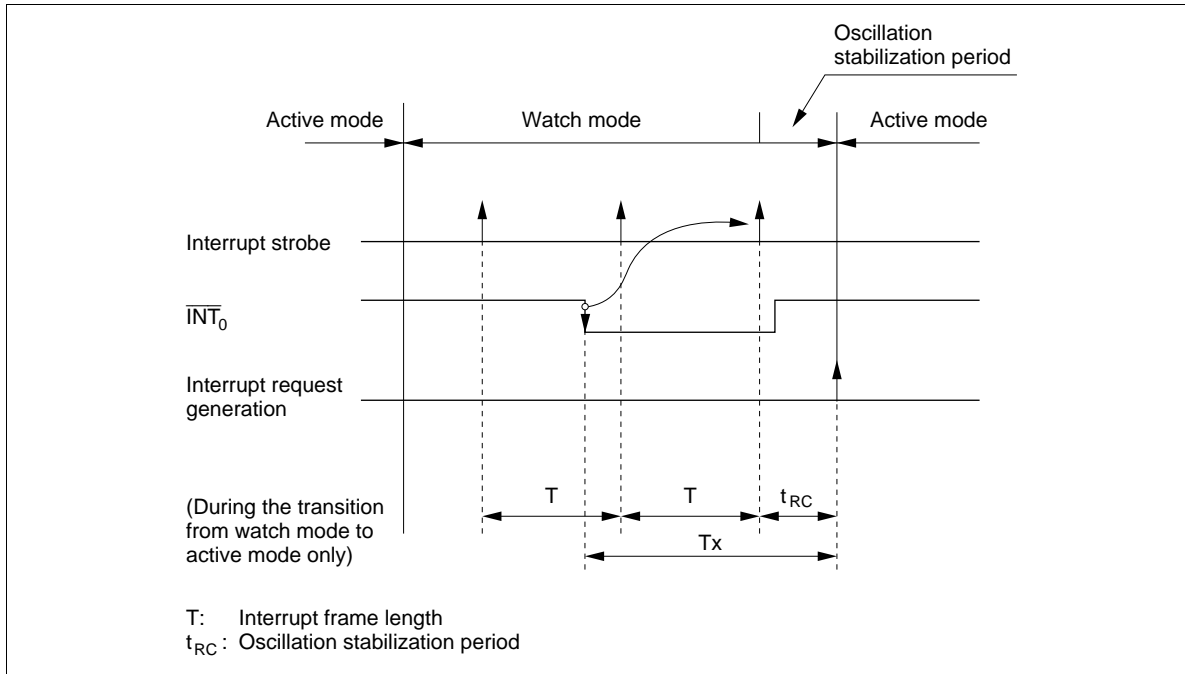 Oscillation
stabilization period
Active mode
Watch mode
Active mode
Interrupt strobe
INT0
Interrupt request
generation
(During the transition
from watch mode to
active mode only)
T
T
tRC
Tx
T: Interrupt frame length
tRC : Oscillation stabilization period